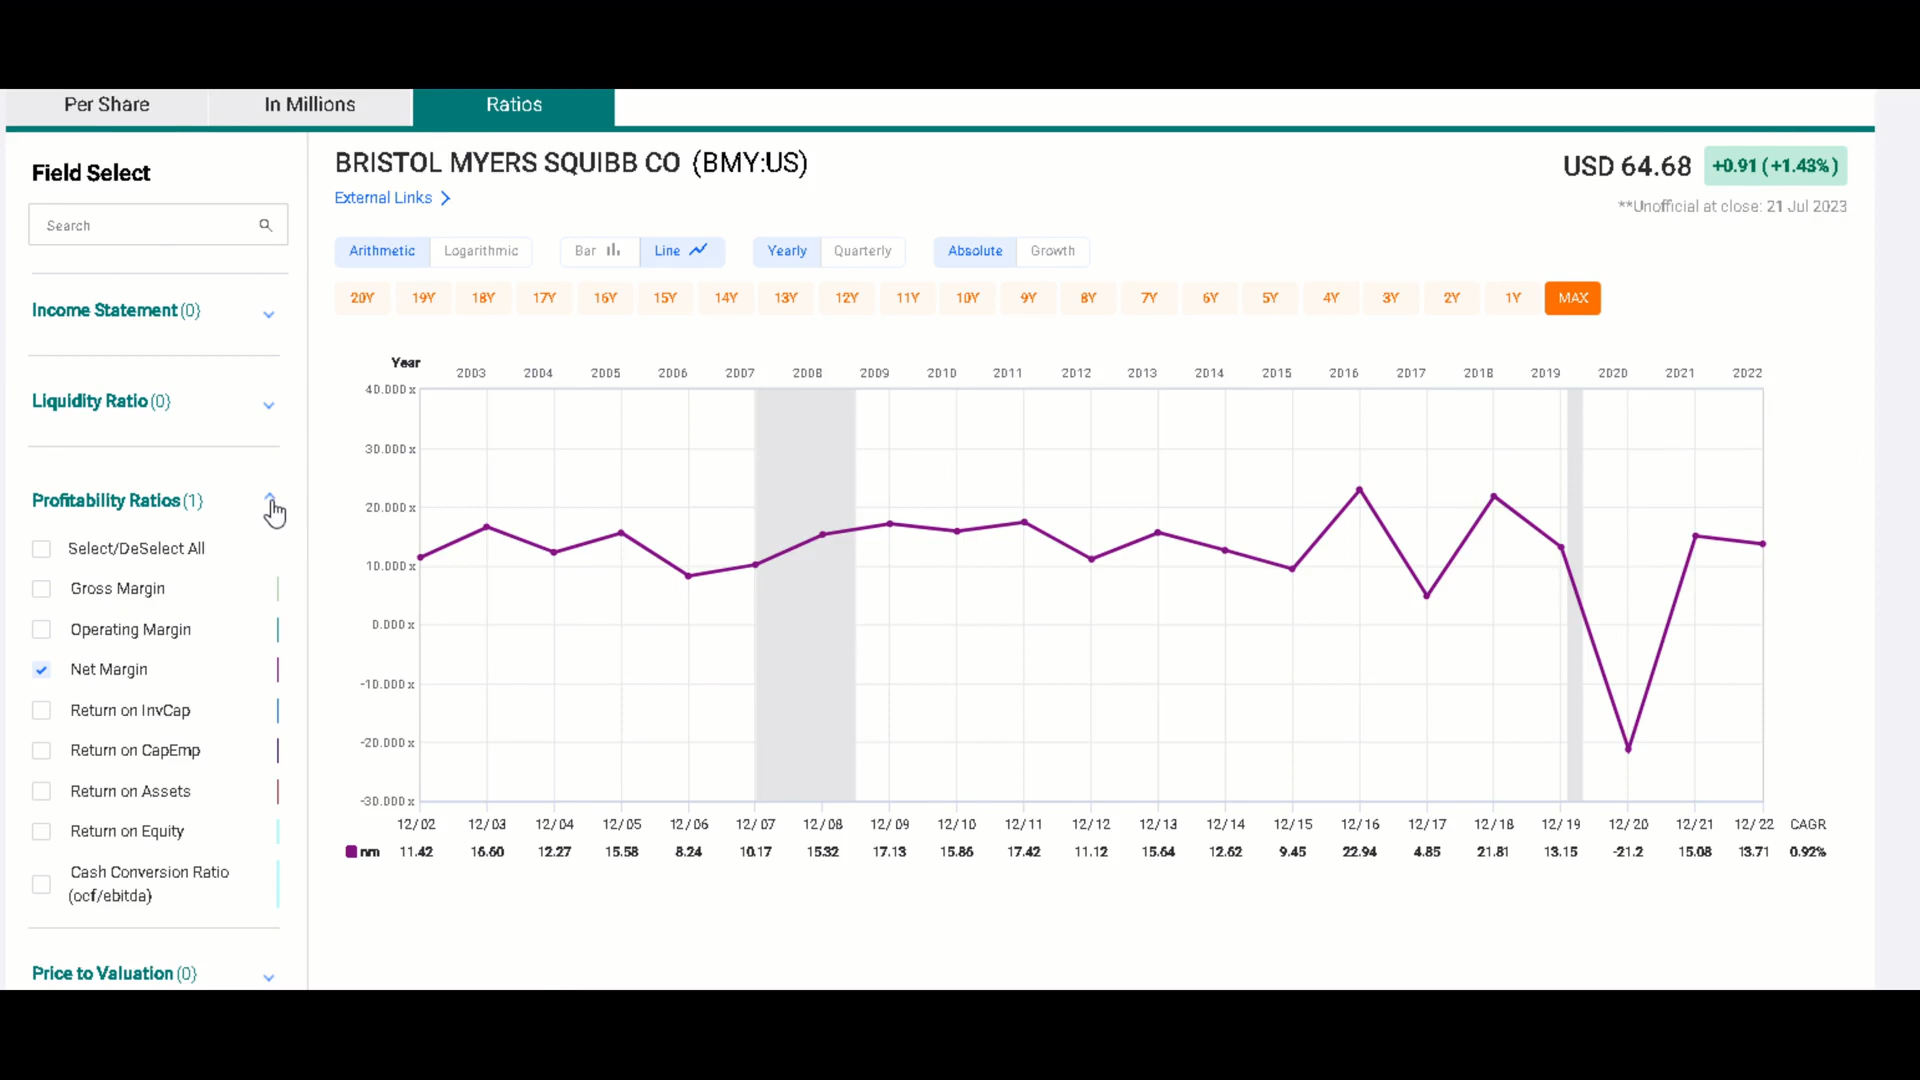 Per Share In Millions Ratios
Field Select
Search
Income Statement (0)
Liquidity Ratio (0)
Profitability Ratios (1)
Select/DeSelect All
Gross Margin
Operating Margin
Net Margin
Return on InvCap
Return on CapEmp
Return on Assets
Return on Equity
Cash Conversion Ratio
(ocf/ebitda)
Price to Valuation (0)
BRISTOL MYERS SQUIBB CO (BMY:US)
External Links
USD 64.68 +0.91 (+1.43%)
**Unofficial at close: 21 Jul 2023
Arithmetic Logarithmic Bar Line Yearly Quarterly Absolute Growth
20Y 19Y 18Y 17Y 16Y 15Y 14Y 13Y 12Y 11Y 10Y 9Y 8Y 7Y 6Y 5Y 4Y 3Y 2Y 1Y MAX
Year
2003 2004 2005 2006 2007 2008 2009 2010 2011 2012 2013 2014 2015 2016 2017 2018 2019 2020 2021 2022
40.000 x
30.000 x
20.000 x
10.000 x
0.000 x
-10.000 x
-20.000 x
-30.000 x
12/02 12/03 12/04 12/05 12/06 12/07 12/08 12/09 12/10 12/11 12/12 12/13 12/14 12/15 12/16 12/17 12/18 12/19 12/20 12/21 12/22 CAGR
nm 11.42 16.60 12.27 15.58 8.24 10.17 15.32 17.13 15.86 17.42 11.12 15.64 12.62 9.45 22.94 4.85 21.81 13.15 -21.2 15.08 13.71 0.92%